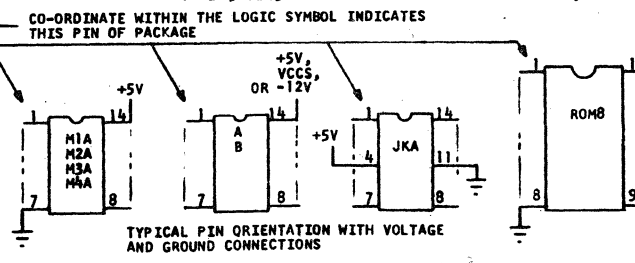 CO-ORDINATE WITHIN THE LOGIC SYMBOL INDICATES
THIS PIN OF PACKAGE
+5V
+5V,
VCCS,
OR -12V
1
14
M1A
M2A
M3A
M4A
7
8
1
14
A
B
7
8
+5V
1
14
4
JKA
11
7
8
1
1
ROM8
8
9
TYPICAL PIN ORIENTATION WITH VOLTAGE
AND GROUND CONNECTIONS